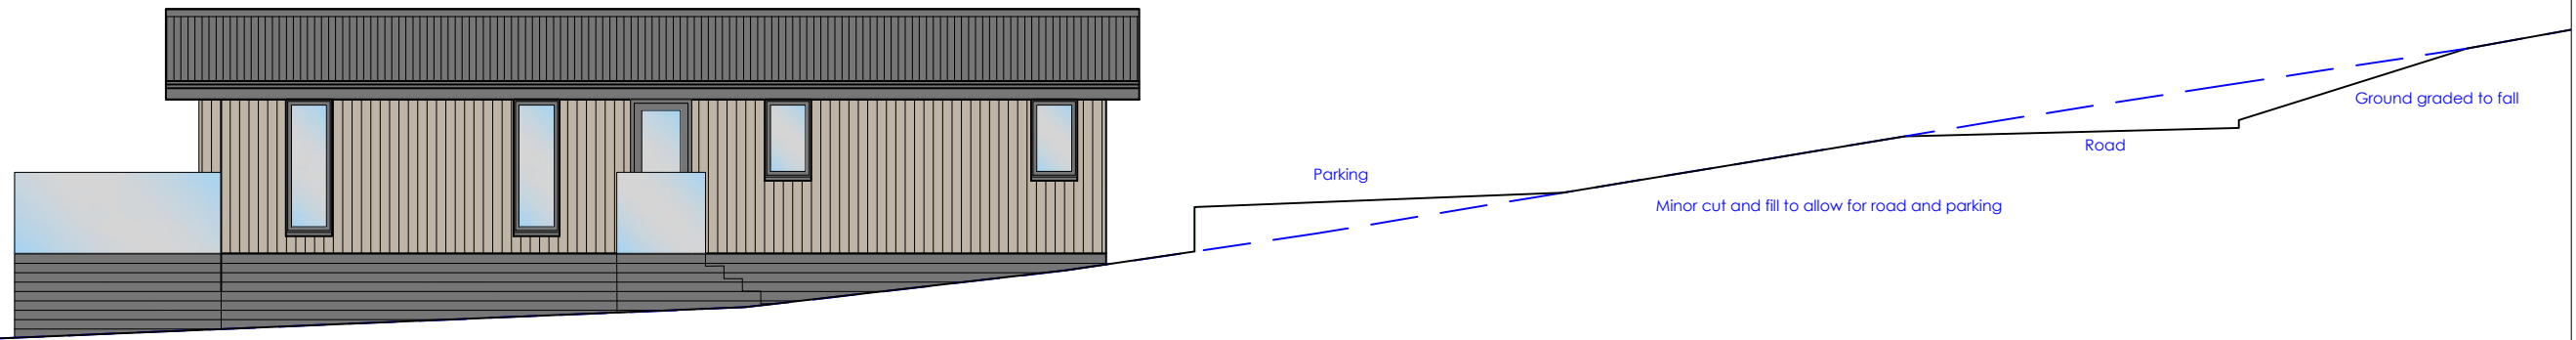 Ground graded to fall
Road
Parking
Minor cut and fill to allow for road and parking